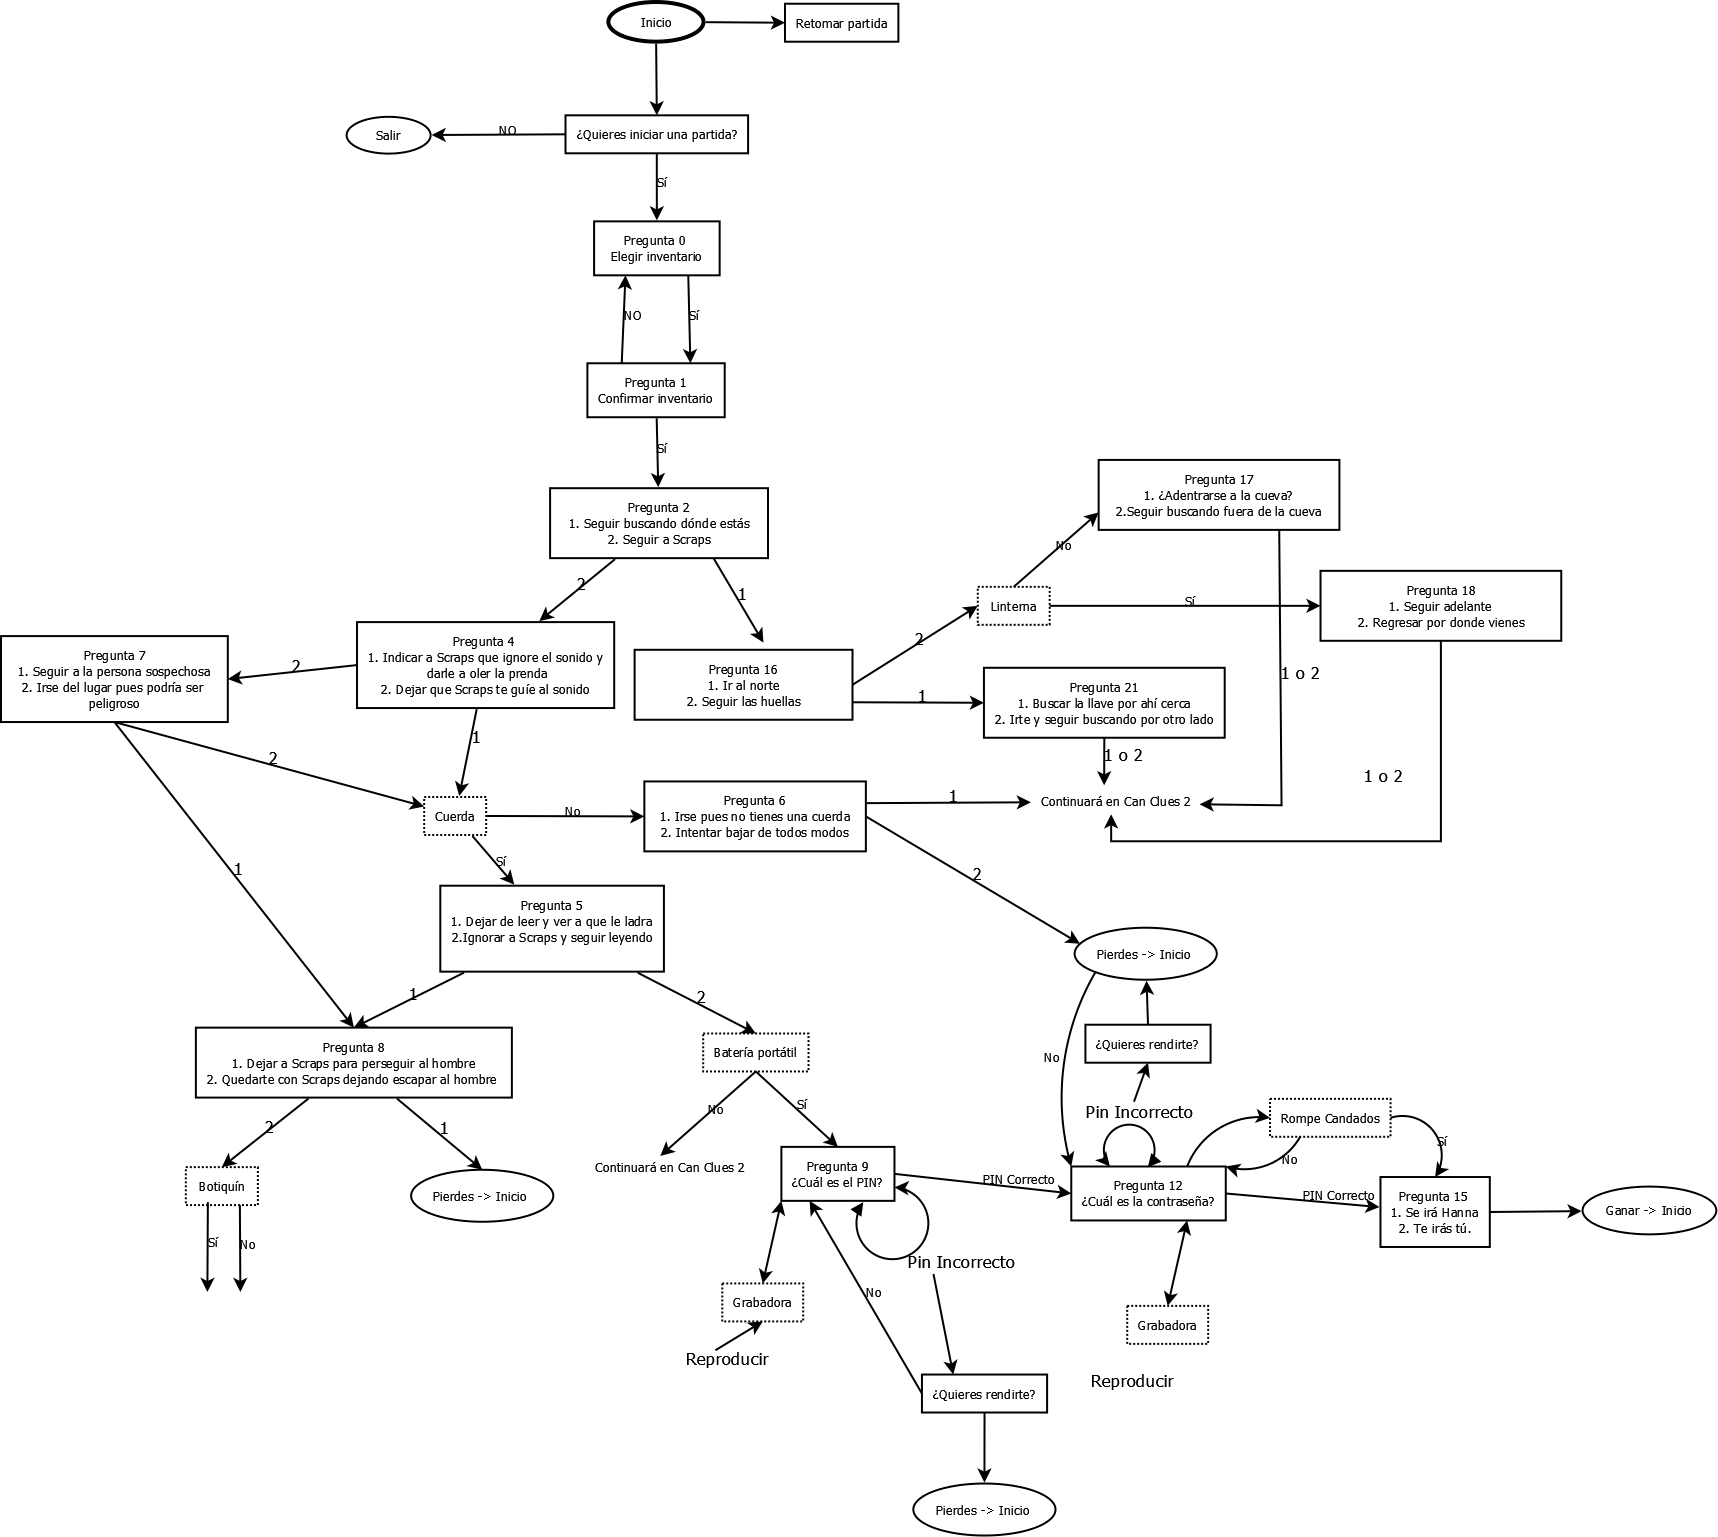 Inicio
Retomar partida
Salir
NO
¿Quieres iniciar una partida?
Sí
Pregunta 0
Elegir inventario
NO
Sí
Pregunta 1
Confirmar inventario
Sí
Pregunta 2
1. Seguir buscando dónde estás
2. Seguir a Scraps
2
1
Pregunta 17
1. ¿Adentrarse a la cueva?
2.Seguir buscando fuera de la cueva
No
Linterna
Sí
Pregunta 18
1. Seguir adelante
2. Regresar por donde vienes
Pregunta 7
1. Seguir a la persona sospechosa
2. Irse del lugar pues podría ser
peligroso
2
Pregunta 4
1. Indicar a Scraps que ignore el sonido y
darle a oler la prenda
2. Dejar que Scraps te guíe al sonido
Pregunta 16
1. Ir al norte
2. Seguir las huellas
2
1
Pregunta 21
1. Buscar la llave por ahí cerca
2. Irte y seguir buscando por otro lado
1 o 2
1 o 2
1 o 2
2
1
Cuerda
No
Pregunta 6
1. Irse pues no tienes una cuerda
2. Intentar bajar de todos modos
1
Continuará en Can Clues 2
2
1
Sí
Pregunta 5
1. Dejar de leer y ver a que le ladra
2.Ignorar a Scraps y seguir leyendo
1
2
Pierdes -> Inicio
¿Quieres rendirte?
No
Pin Incorrecto
Pregunta 8
1. Dejar a Scraps para perseguir al hombre
2. Quedarte con Scraps dejando escapar al hombre
2
1
Batería portátil
No
Sí
Continuará en Can Clues 2
Botiquín
Sí
No
Pierdes -> Inicio
Pregunta 9
¿Cuál es el PIN?
PIN Correcto
Pregunta 12
¿Cuál es la contraseña?
Rompe Candados
No
Sí
PIN Correcto
Pregunta 15
1. Se irá Hanna
2. Te irás tú.
Ganar -> Inicio
Pin Incorrecto
No
Grabadora
Reproducir
Grabadora
Reproducir
¿Quieres rendirte?
Pierdes -> Inicio